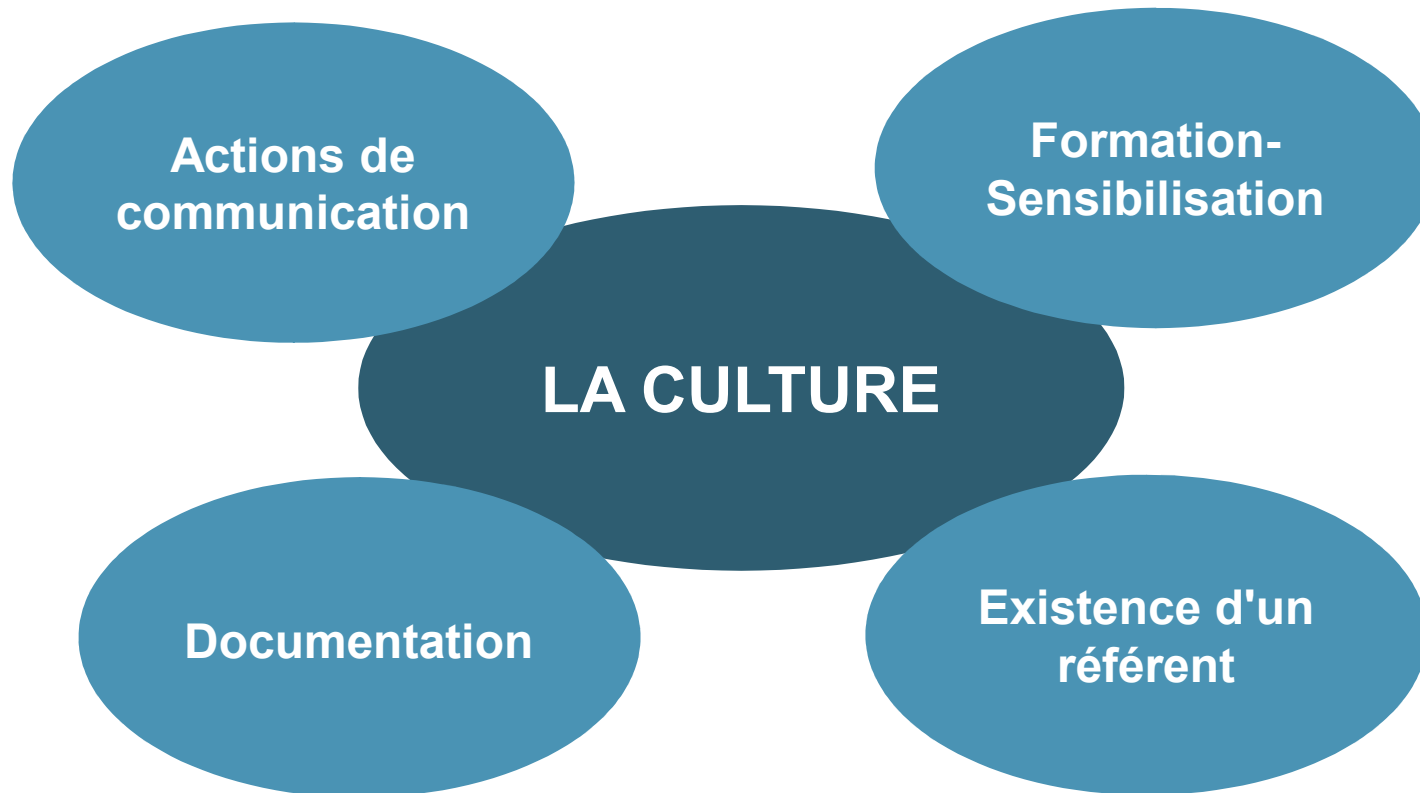 Actions de
communication
Formation-
Sensibilisation
LA CULTURE
Documentation
Existence d'un
référent